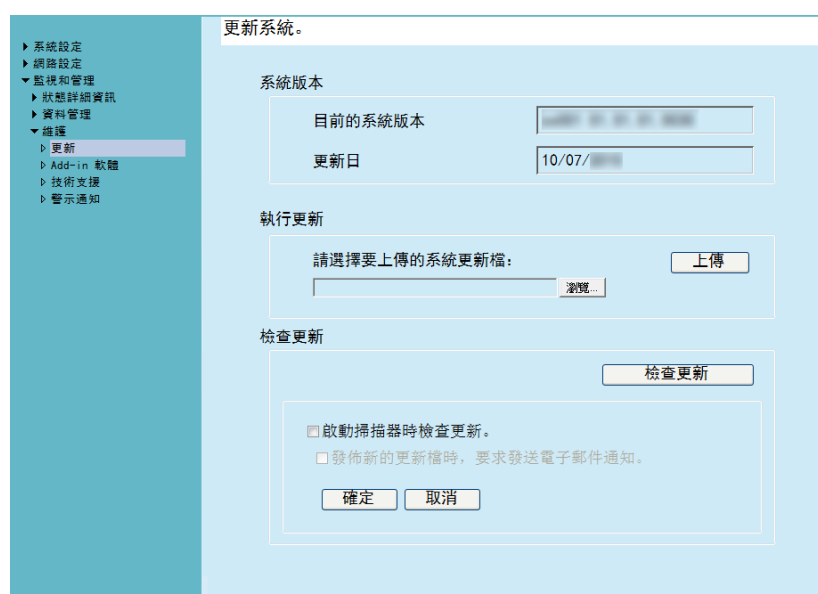 更新系統。
系統設定
網路設定
監視和管理
狀態詳細資訊
資料管理
維護
更新
Add-in 軟體
技術支援
警示通知
系統版本
目前的系統版本
更新日 10/07/
執行更新
請選擇要上傳的系統更新檔： 上傳
瀏覽...
檢查更新
檢查更新
啟動掃描器時檢查更新。
發佈新的更新檔時，要求發送電子郵件通知。
確定 取消